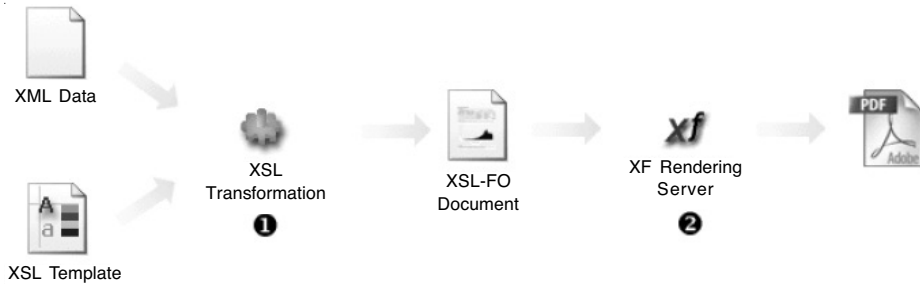 XML Data
XSL
Transformation
❶
XSL Template
A
a
XSL-FO
Document
xf
XF Rendering
Server
❷
PDF
Adobe